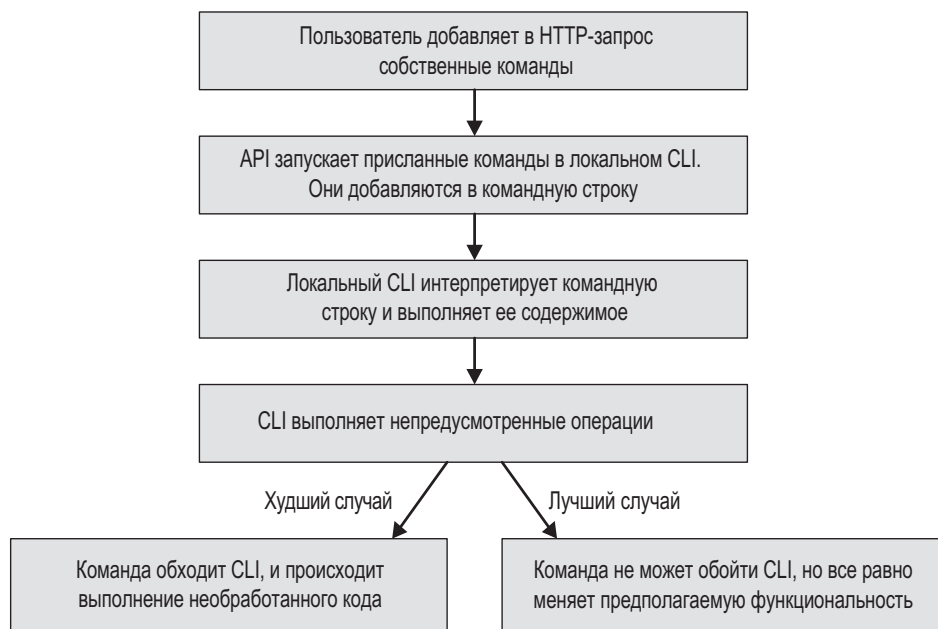 Пользователь добавляет в HTTP-запрос
собственные команды
API запускает присланные команды в локальном CLI.
Они добавляются в командную строку
Локальный CLI интерпретирует командную
строку и выполняет ее содержимое
CLI выполняет непредусмотренные операции
Худший случай
Лучший случай
Команда обходит CLI, и происходит
выполнение необработанного кода
Команда не может обойти CLI, но все равно
меняет предполагаемую функциональность